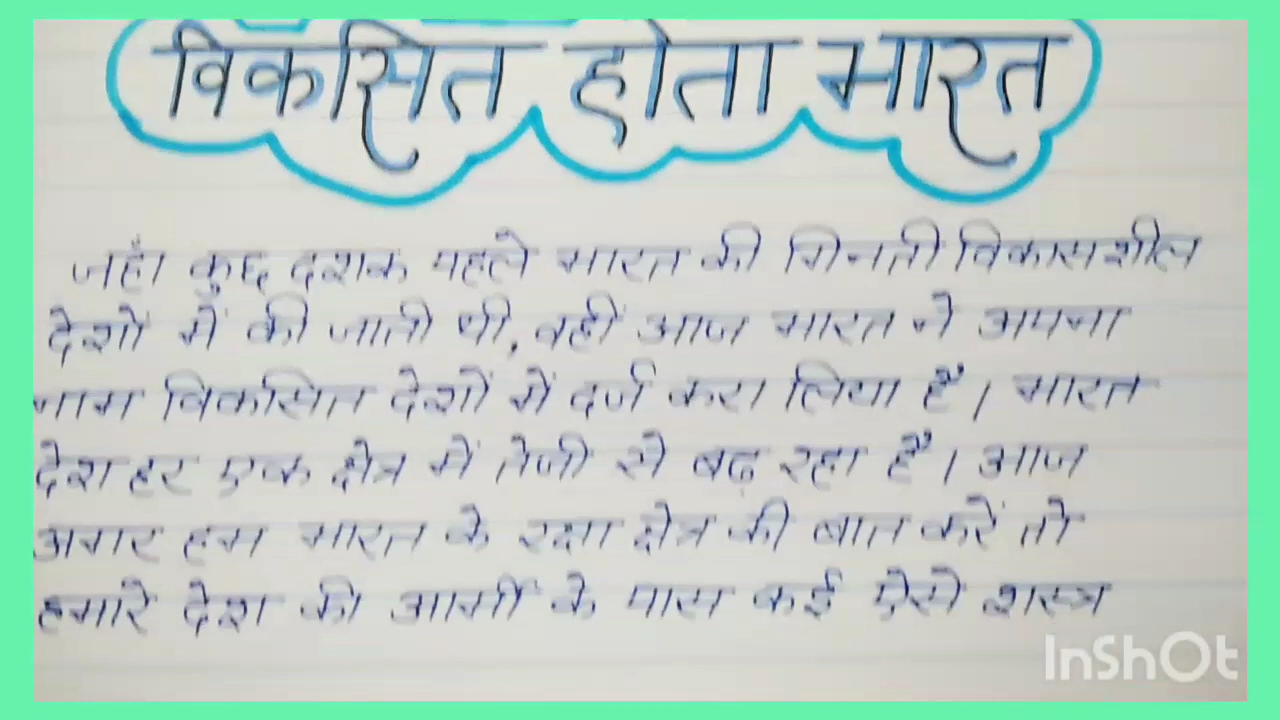 विकसित होता भारत
जहाँ कुछ दशक पहले भारत की गिनती विकासशील
देशों में की जाती थी, वहीं आज भारत ने अपना
नाम विकसित देशों में दर्ज करा लिया है। भारत
देश हर एक क्षेत्र में तेजी से बढ़ रहा है। आज
अगर हम भारत के रक्षा क्षेत्र की बात करें तो
हमारे देश की आर्मी के पास कई ऐसे शस्त्र
InShOt